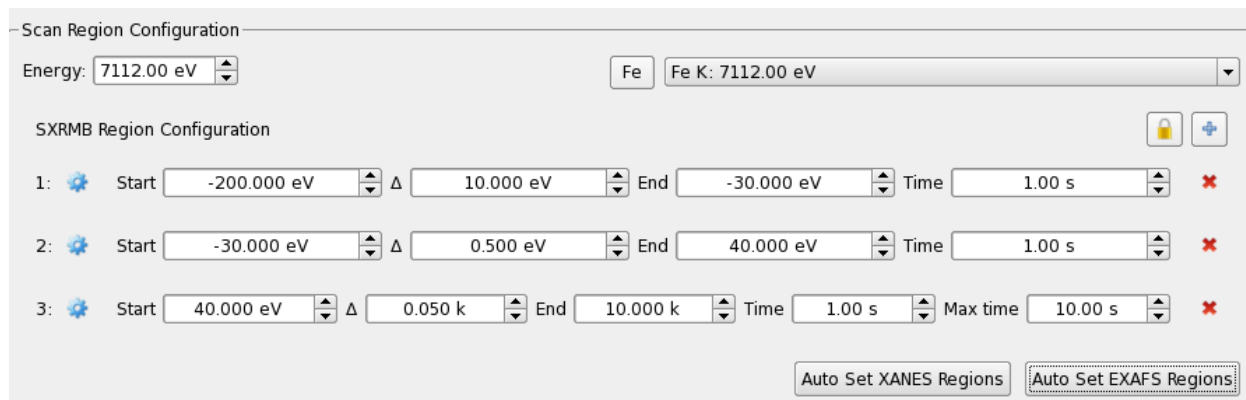 Scan Region Configuration
Energy: 7112.00 eV Fe Fe K: 7112.00 eV
SXRMB Region Configuration
1: Start -200.000 eV Δ 10.000 eV End -30.000 eV Time 1.00 s
2: Start -30.000 eV Δ 0.500 eV End 40.000 eV Time 1.00 s
3: Start 40.000 eV Δ 0.050 k End 10.000 k Time 1.00 s Max time 10.00 s
Auto Set XANES Regions Auto Set EXAFS Regions